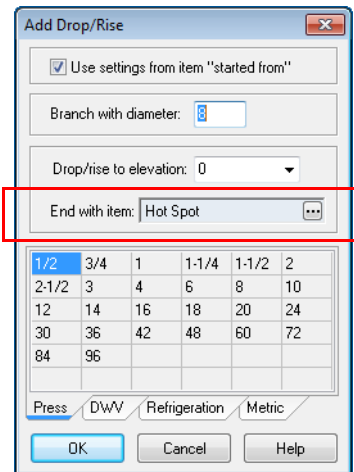 Add Drop/Rise
Use settings from item "started from"
Branch with diameter: 8
Drop/rise to elevation: 0
End with item: Hot Spot ...
1/2 3/4 1 1-1/4 1-1/2 2
2-1/2 3 4 6 8 10
12 14 16 18 20 24
30 36 42 48 60 72
84 96
Press DWV Refrigeration Metric
OK Cancel Help